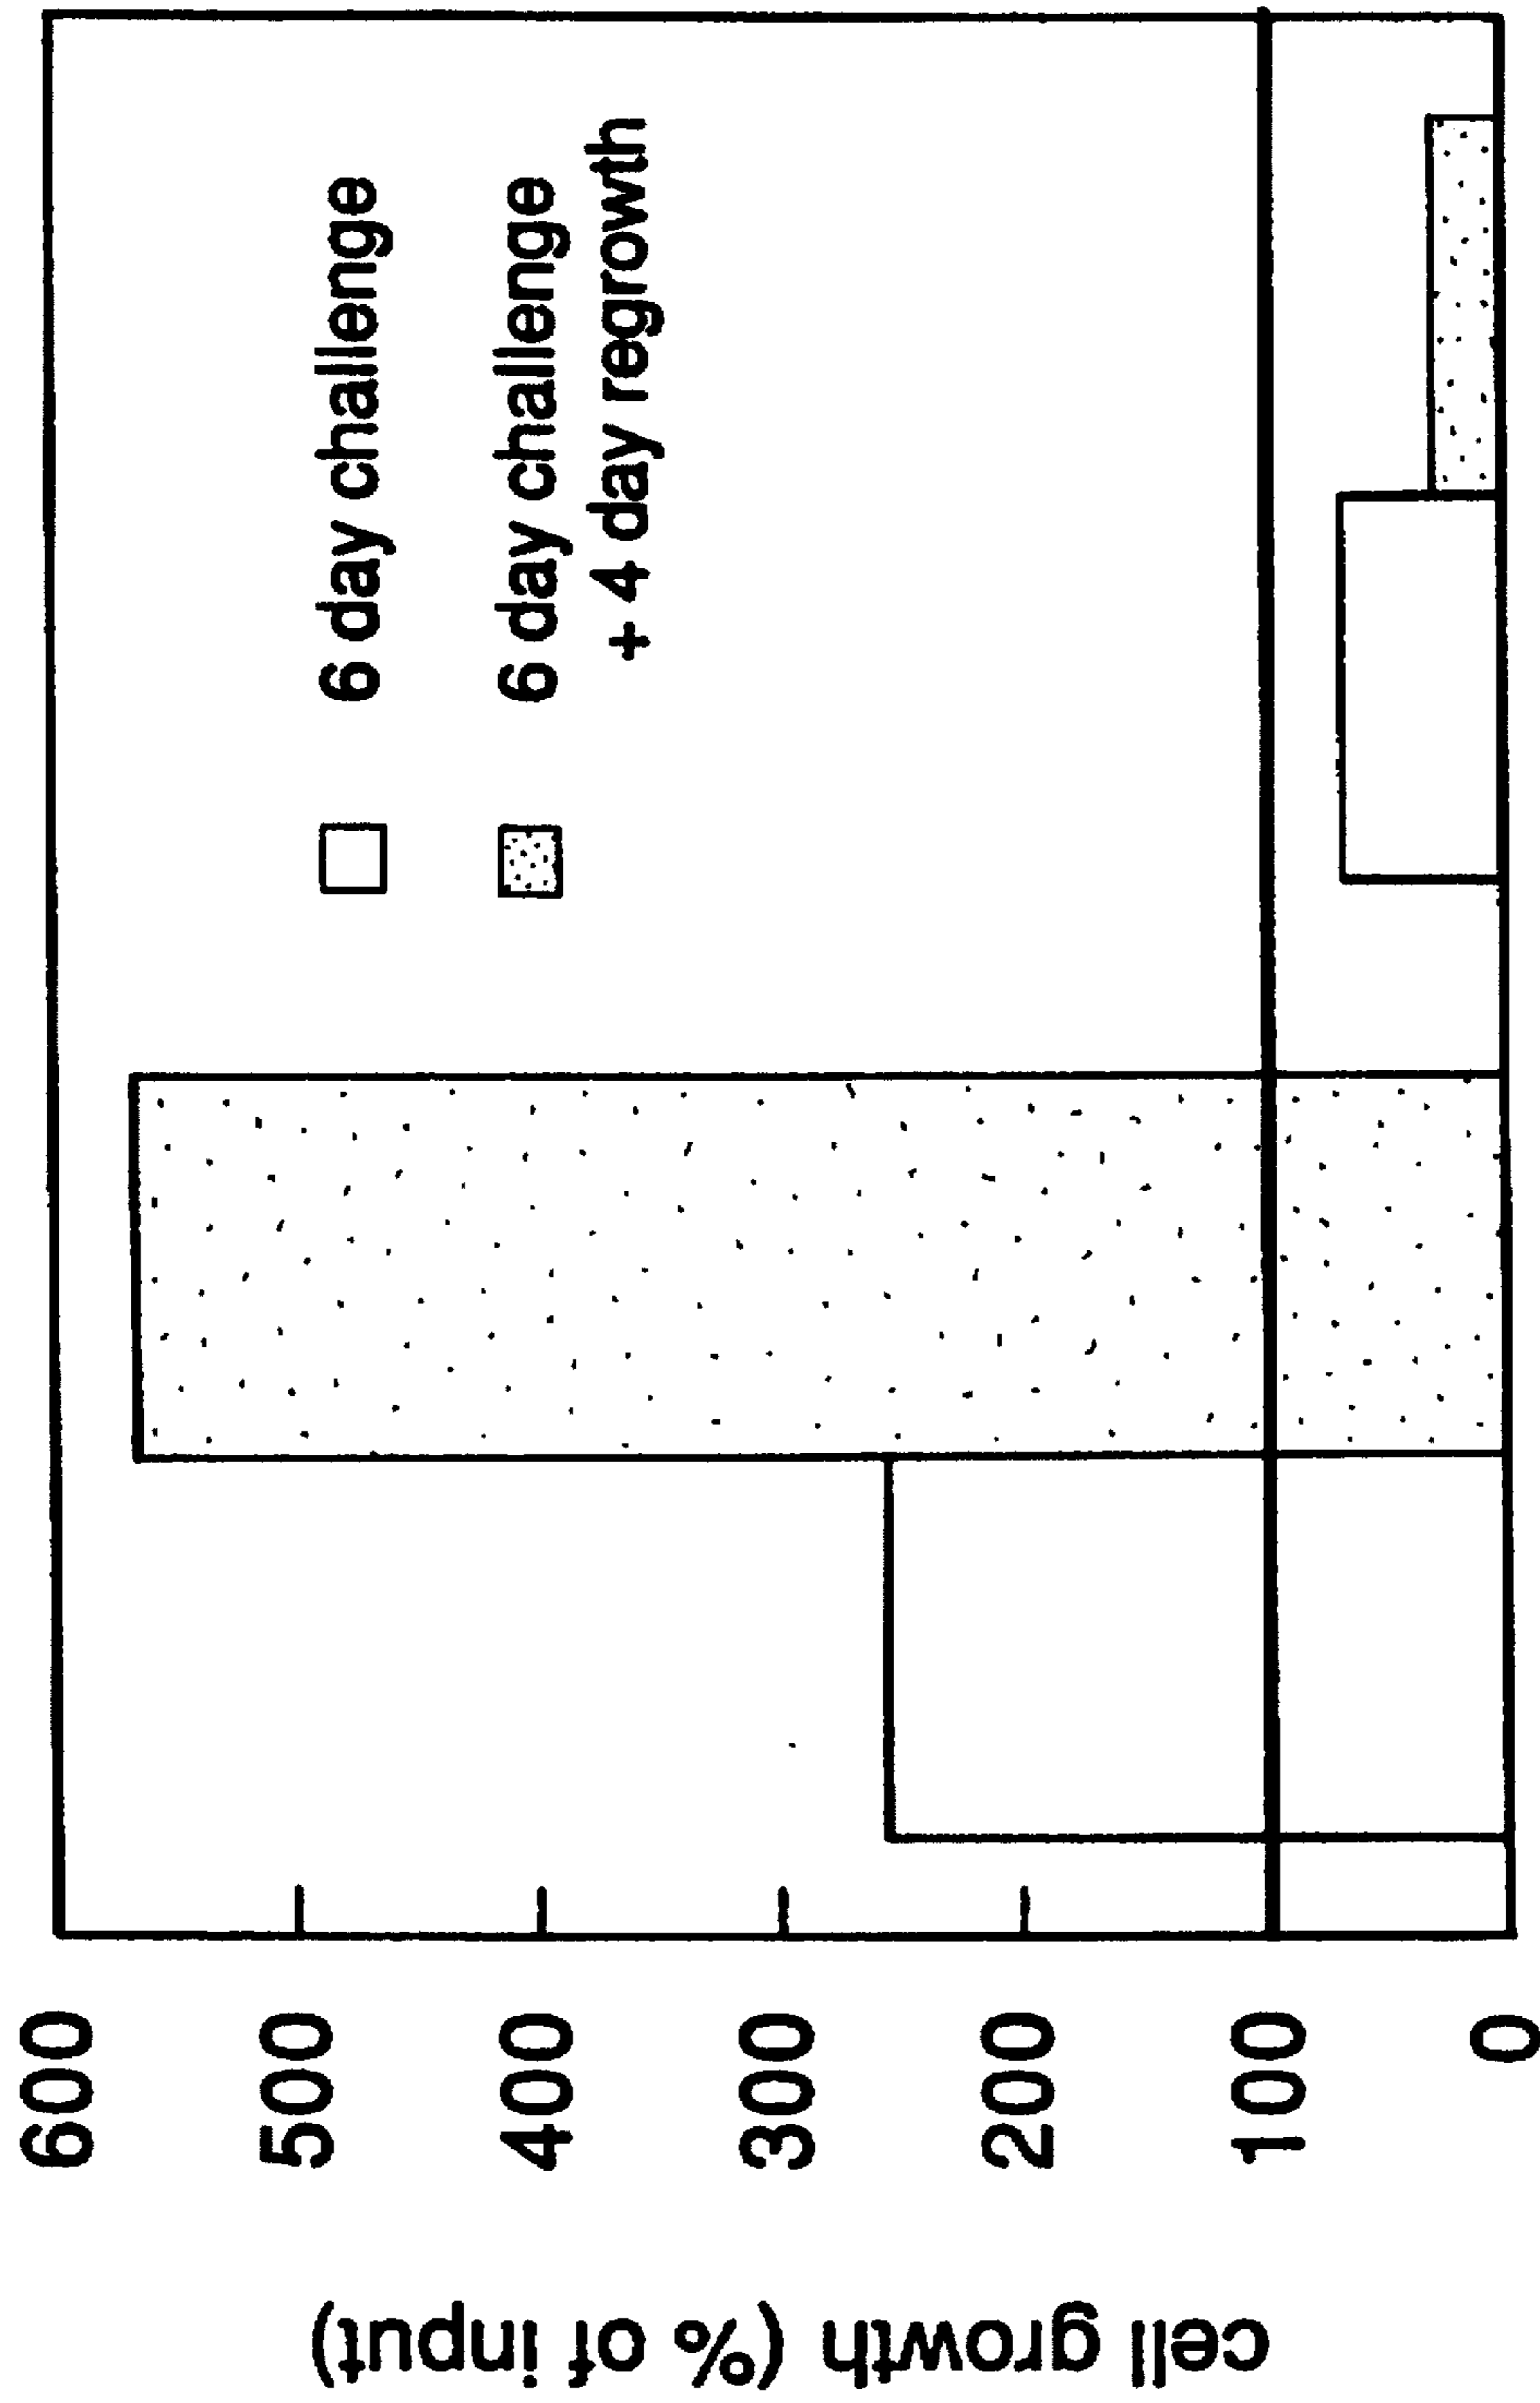 cell growth (% of input)
600
500
400
300
200
100
0
6 day challenge
6 day challenge
+ 4 day regrowth